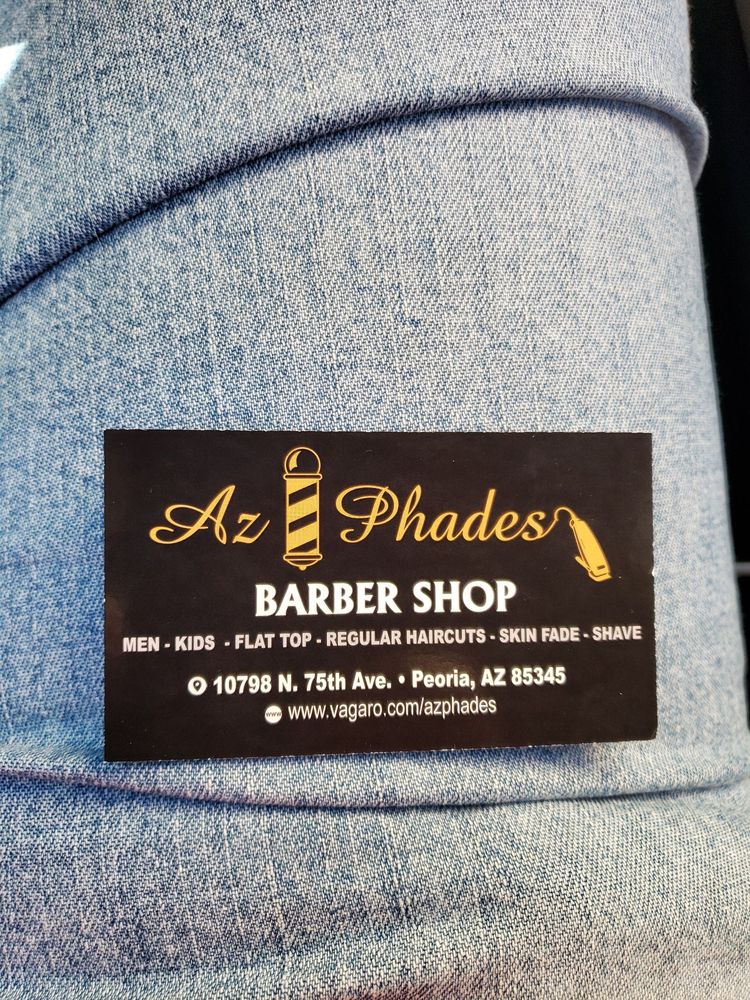 Az Phades
BARBER SHOP
MEN - KIDS - FLAT TOP - REGULAR HAIRCUTS - SKIN FADE - SHAVE
10798 N. 75th Ave. • Peoria, AZ 85345
www www.vagaro.com/azphades